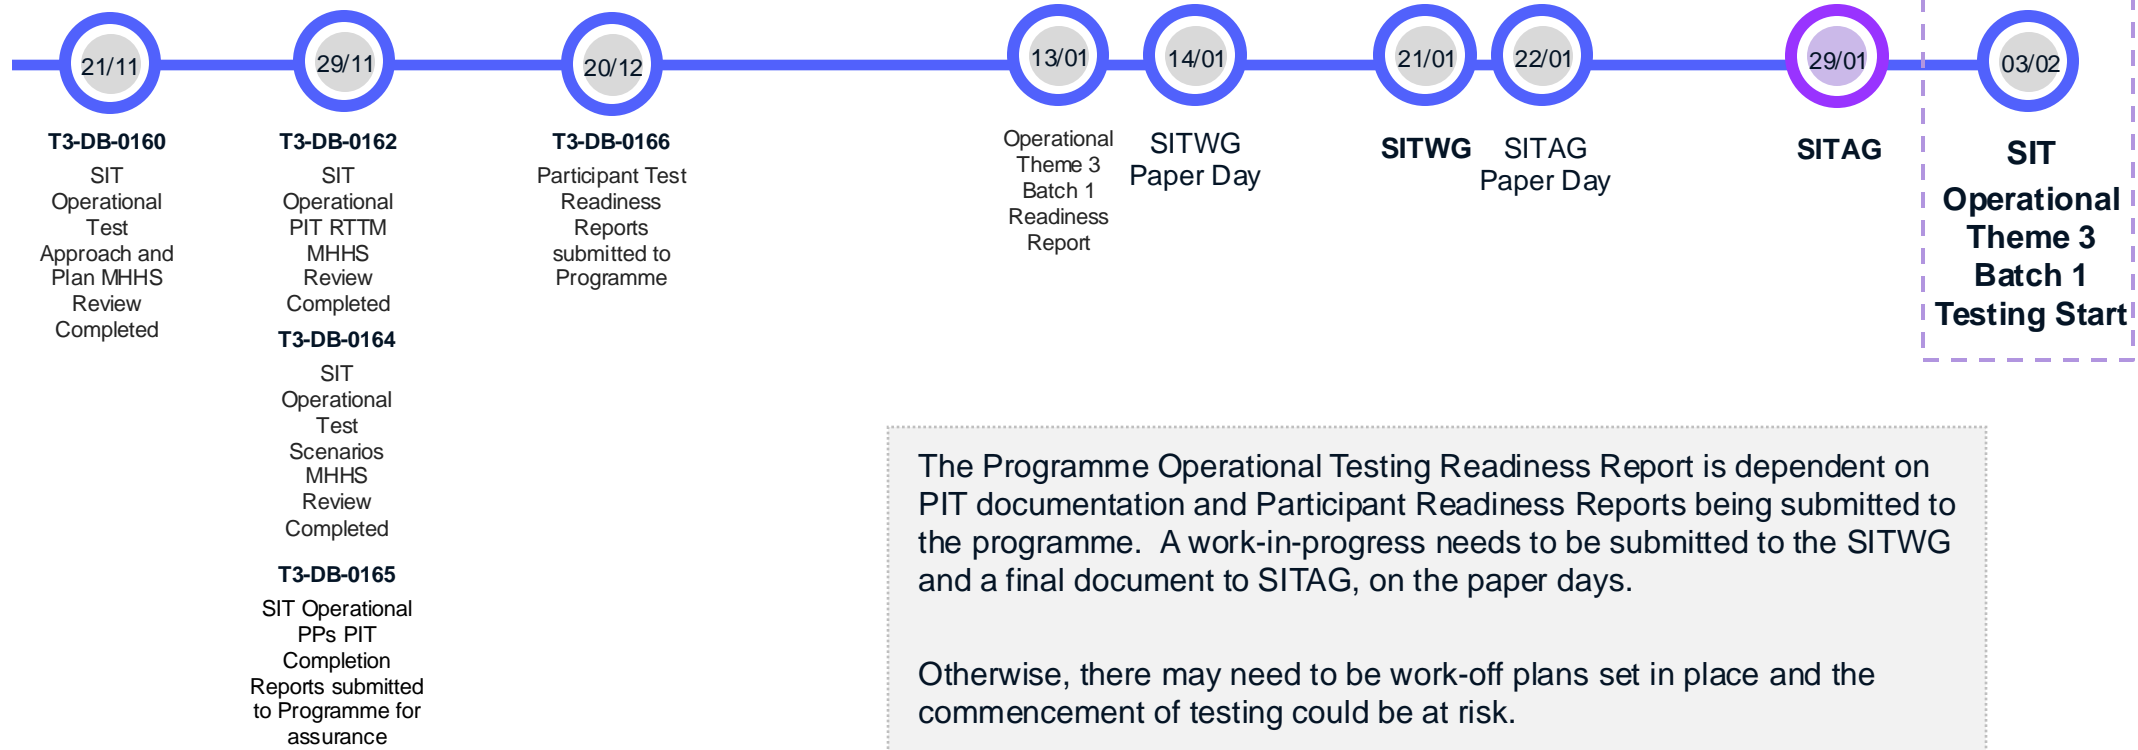 21/11
29/11
20/12
13/01
14/01
21/01
22/01
29/01
03/02
T3-DB-0160
SIT
Operational
Test
Approach and
Plan MHHS
Review
Completed
T3-DB-0162
SIT
Operational
PIT RTTM
MHHS
Review
Completed
T3-DB-0164
SIT
Operational
Test
Scenarios
MHHS
Review
Completed
T3-DB-0165
SIT Operational
PPs PIT
Completion
Reports submitted
to Programme for
assurance
T3-DB-0166
Participant Test
Readiness
Reports
submitted to
Programme
Operational
Theme 3
Batch 1
Readiness
Report
SITWG
Paper Day
SITWG
SITAG
Paper Day
SITAG
SIT
Operational
Theme 3
Batch 1
Testing Start
The Programme Operational Testing Readiness Report is dependent on
PIT documentation and Participant Readiness Reports being submitted to
the programme.  A work-in-progress needs to be submitted to the SITWG
and a final document to SITAG, on the paper days.
Otherwise, there may need to be work-off plans set in place and the
commencement of testing could be at risk.